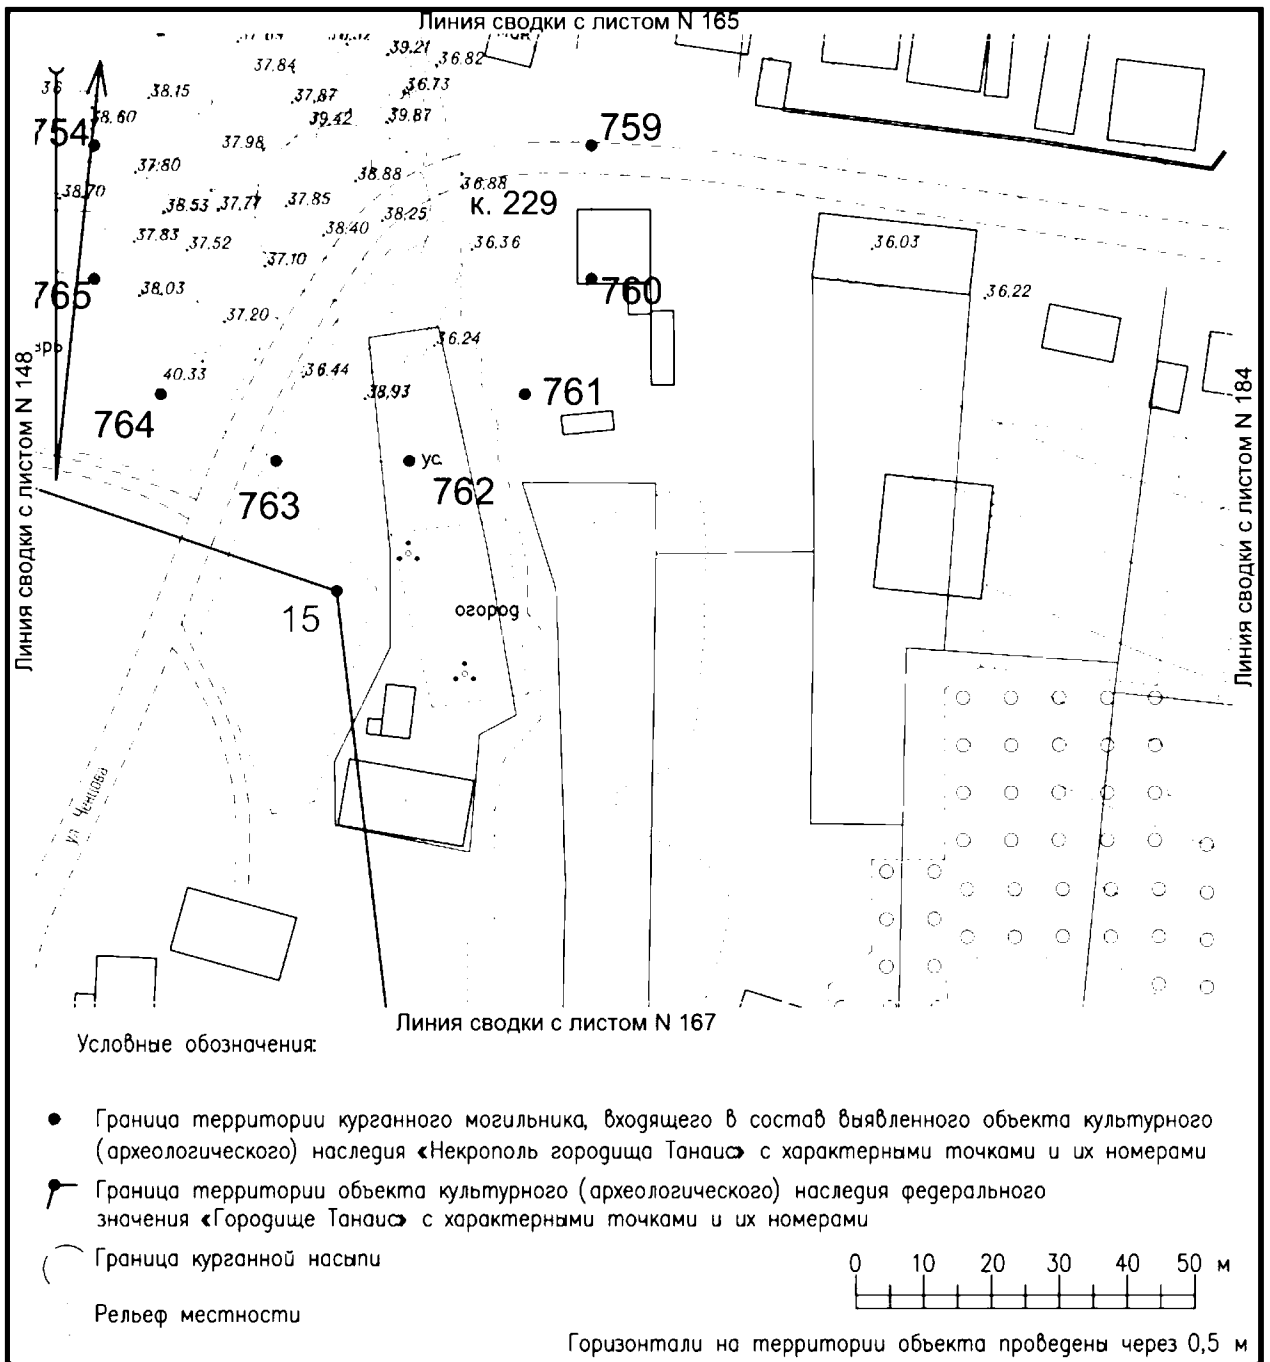 Линия сводки с листом N 165
39.21
36.82
37.84
36
38.15
37.87
36.73
38.60
39.42
39.87
754
759
37.98
37.80
38.88
36.88
38.70
38.53
37.77
37.85
38.25
к. 229
38.40
37.83
37.52
36.36
36.03
37.10
765
38.03
760
36.22
37.20
36.24
36.44
40.33
38.93
761
764
Линия сводки с листом N 148
Линия сводки с листом N 184
ус.
763
762
15
огород
ул Ченцова
Линия сводки с листом N 167
Условные обозначения:
Граница территории курганного могильника, входящего в состав выявленного объекта культурного
(археологического) наследия «Некрополь городища Танаис» с характерными точками и их номерами
Граница территории объекта культурного (археологического) наследия федерального
значения «Городище Танаис» с характерными точками и их номерами
Граница курганной насыпи
0 10 20 30 40 50 м
Рельеф местности
Горизонтали на территории объекта проведены через 0,5 м